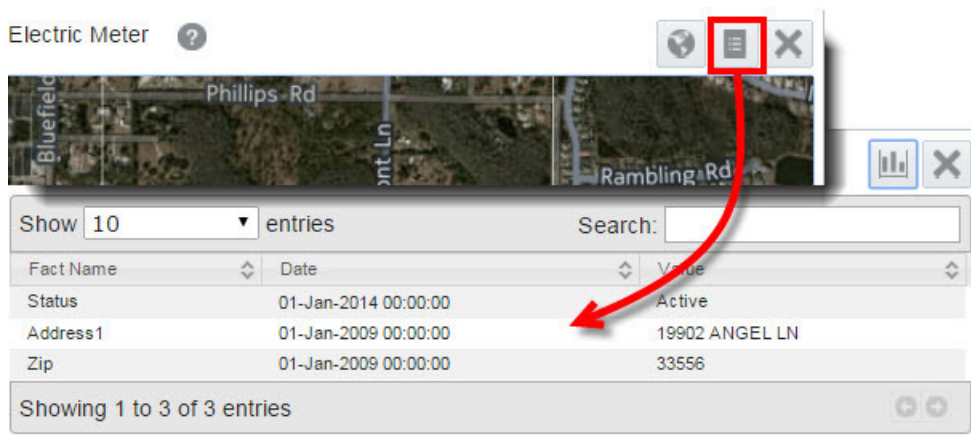 Electric Meter ?
Phillips Rd
Bluefield
ont Ln
Rambling Rd
Show 10 entries Search:
Fact Name Date Value
Status 01-Jan-2014 00:00:00 Active
Address1 01-Jan-2009 00:00:00 19902 ANGEL LN
Zip 01-Jan-2009 00:00:00 33556
Showing 1 to 3 of 3 entries